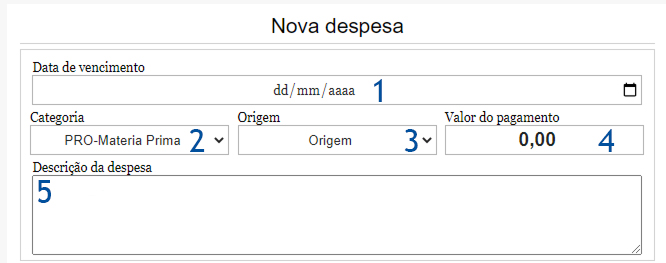 Nova despesa
Data de vencimento
dd/mm/aaaa 1
Categoria Origem Valor do pagamento
PRO-Materia Prima 2 Origem 3 0,00 4
Descrição da despesa
5